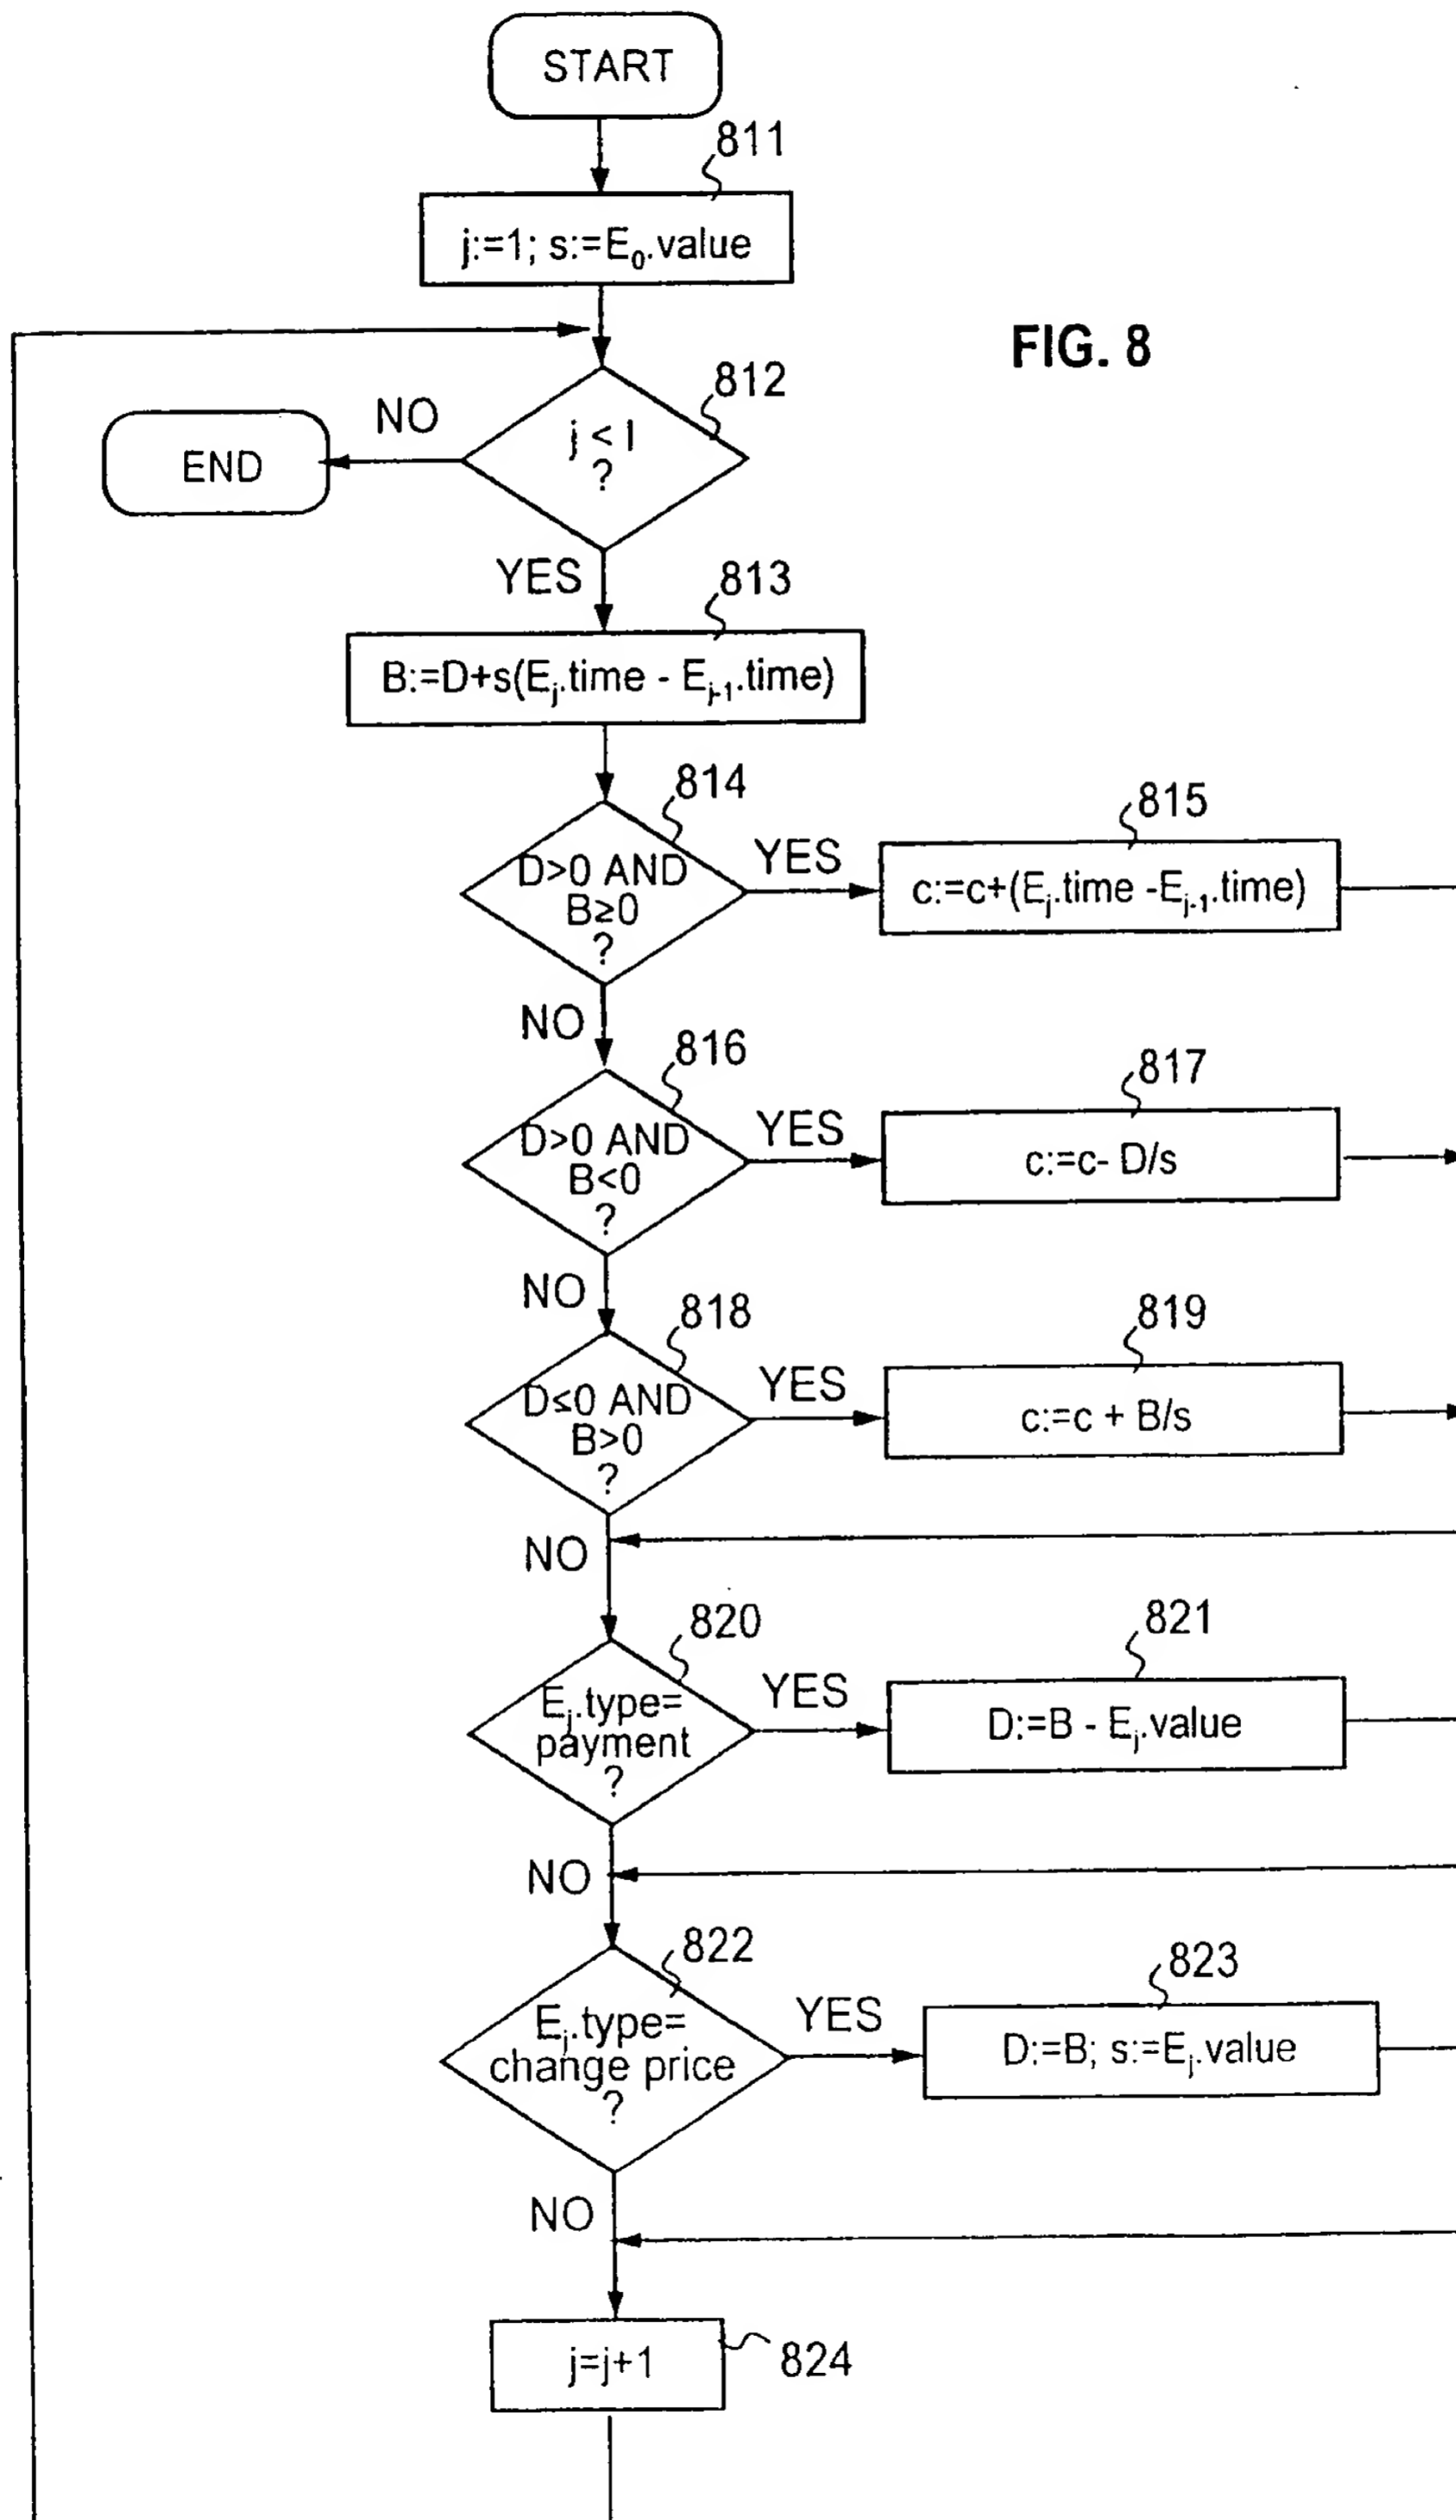 START
811
j:=1; s:=E₀.value
FIG. 8
812
j < I
?
NO
END
YES
813
B:=D+s(Eⱼ.time - Eⱼ₋₁.time)
814
D>0 AND
B≥0
?
YES
815
c:=c+(Eⱼ.time -Eⱼ₋₁.time)
NO
816
D>0 AND
B<0
?
YES
817
c:=c- D/s
NO
818
D≤0 AND
B>0
?
YES
819
c:=c + B/s
NO
820
Eⱼ.type=
payment
?
YES
821
D:=B - Eⱼ.value
NO
822
Eⱼ.type=
change price
?
YES
823
D:=B; s:=Eⱼ.value
NO
j=j+1
824